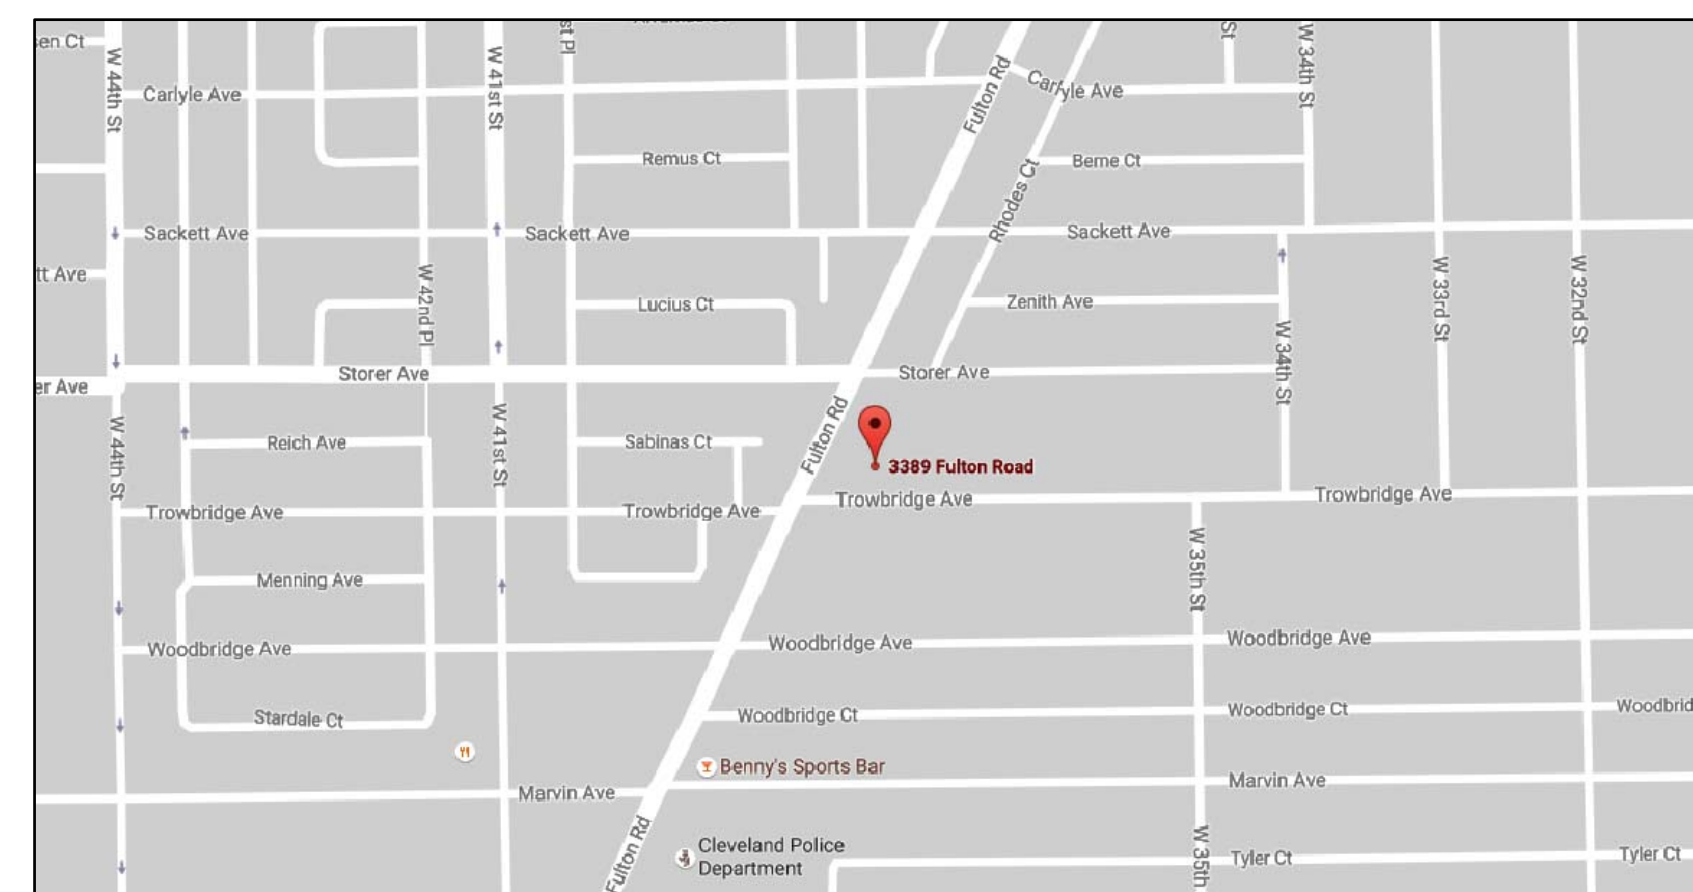 sen Ct
W 44th St
Carlyle Ave
W 41st St
st Pl
Fulton Rd
Carlyle Ave
St
W 34th St
Remus Ct
Berne Ct
Rhodes Ct
Sackett Ave
Sackett Ave
Sackett Ave
tt Ave
W 42nd Pl
Lucius Ct
Zenith Ave
W 33rd St
W 32nd St
W 34th St
er Ave
Storer Ave
Storer Ave
Fulton Rd
W 44th St
Reich Ave
W 41st St
Sabinas Ct
3389 Fulton Road
Trowbridge Ave
Trowbridge Ave
Trowbridge Ave
Trowbridge Ave
W 35th St
Menning Ave
Woodbridge Ave
Woodbridge Ave
Woodbridge Ave
Stardale Ct
Woodbridge Ct
Woodbridge Ct
Woodbrid
Benny's Sports Bar
Marvin Ave
Marvin Ave
Fulton Rd
Cleveland Police
Department
W 35th
Tyler Ct
Tyler Ct